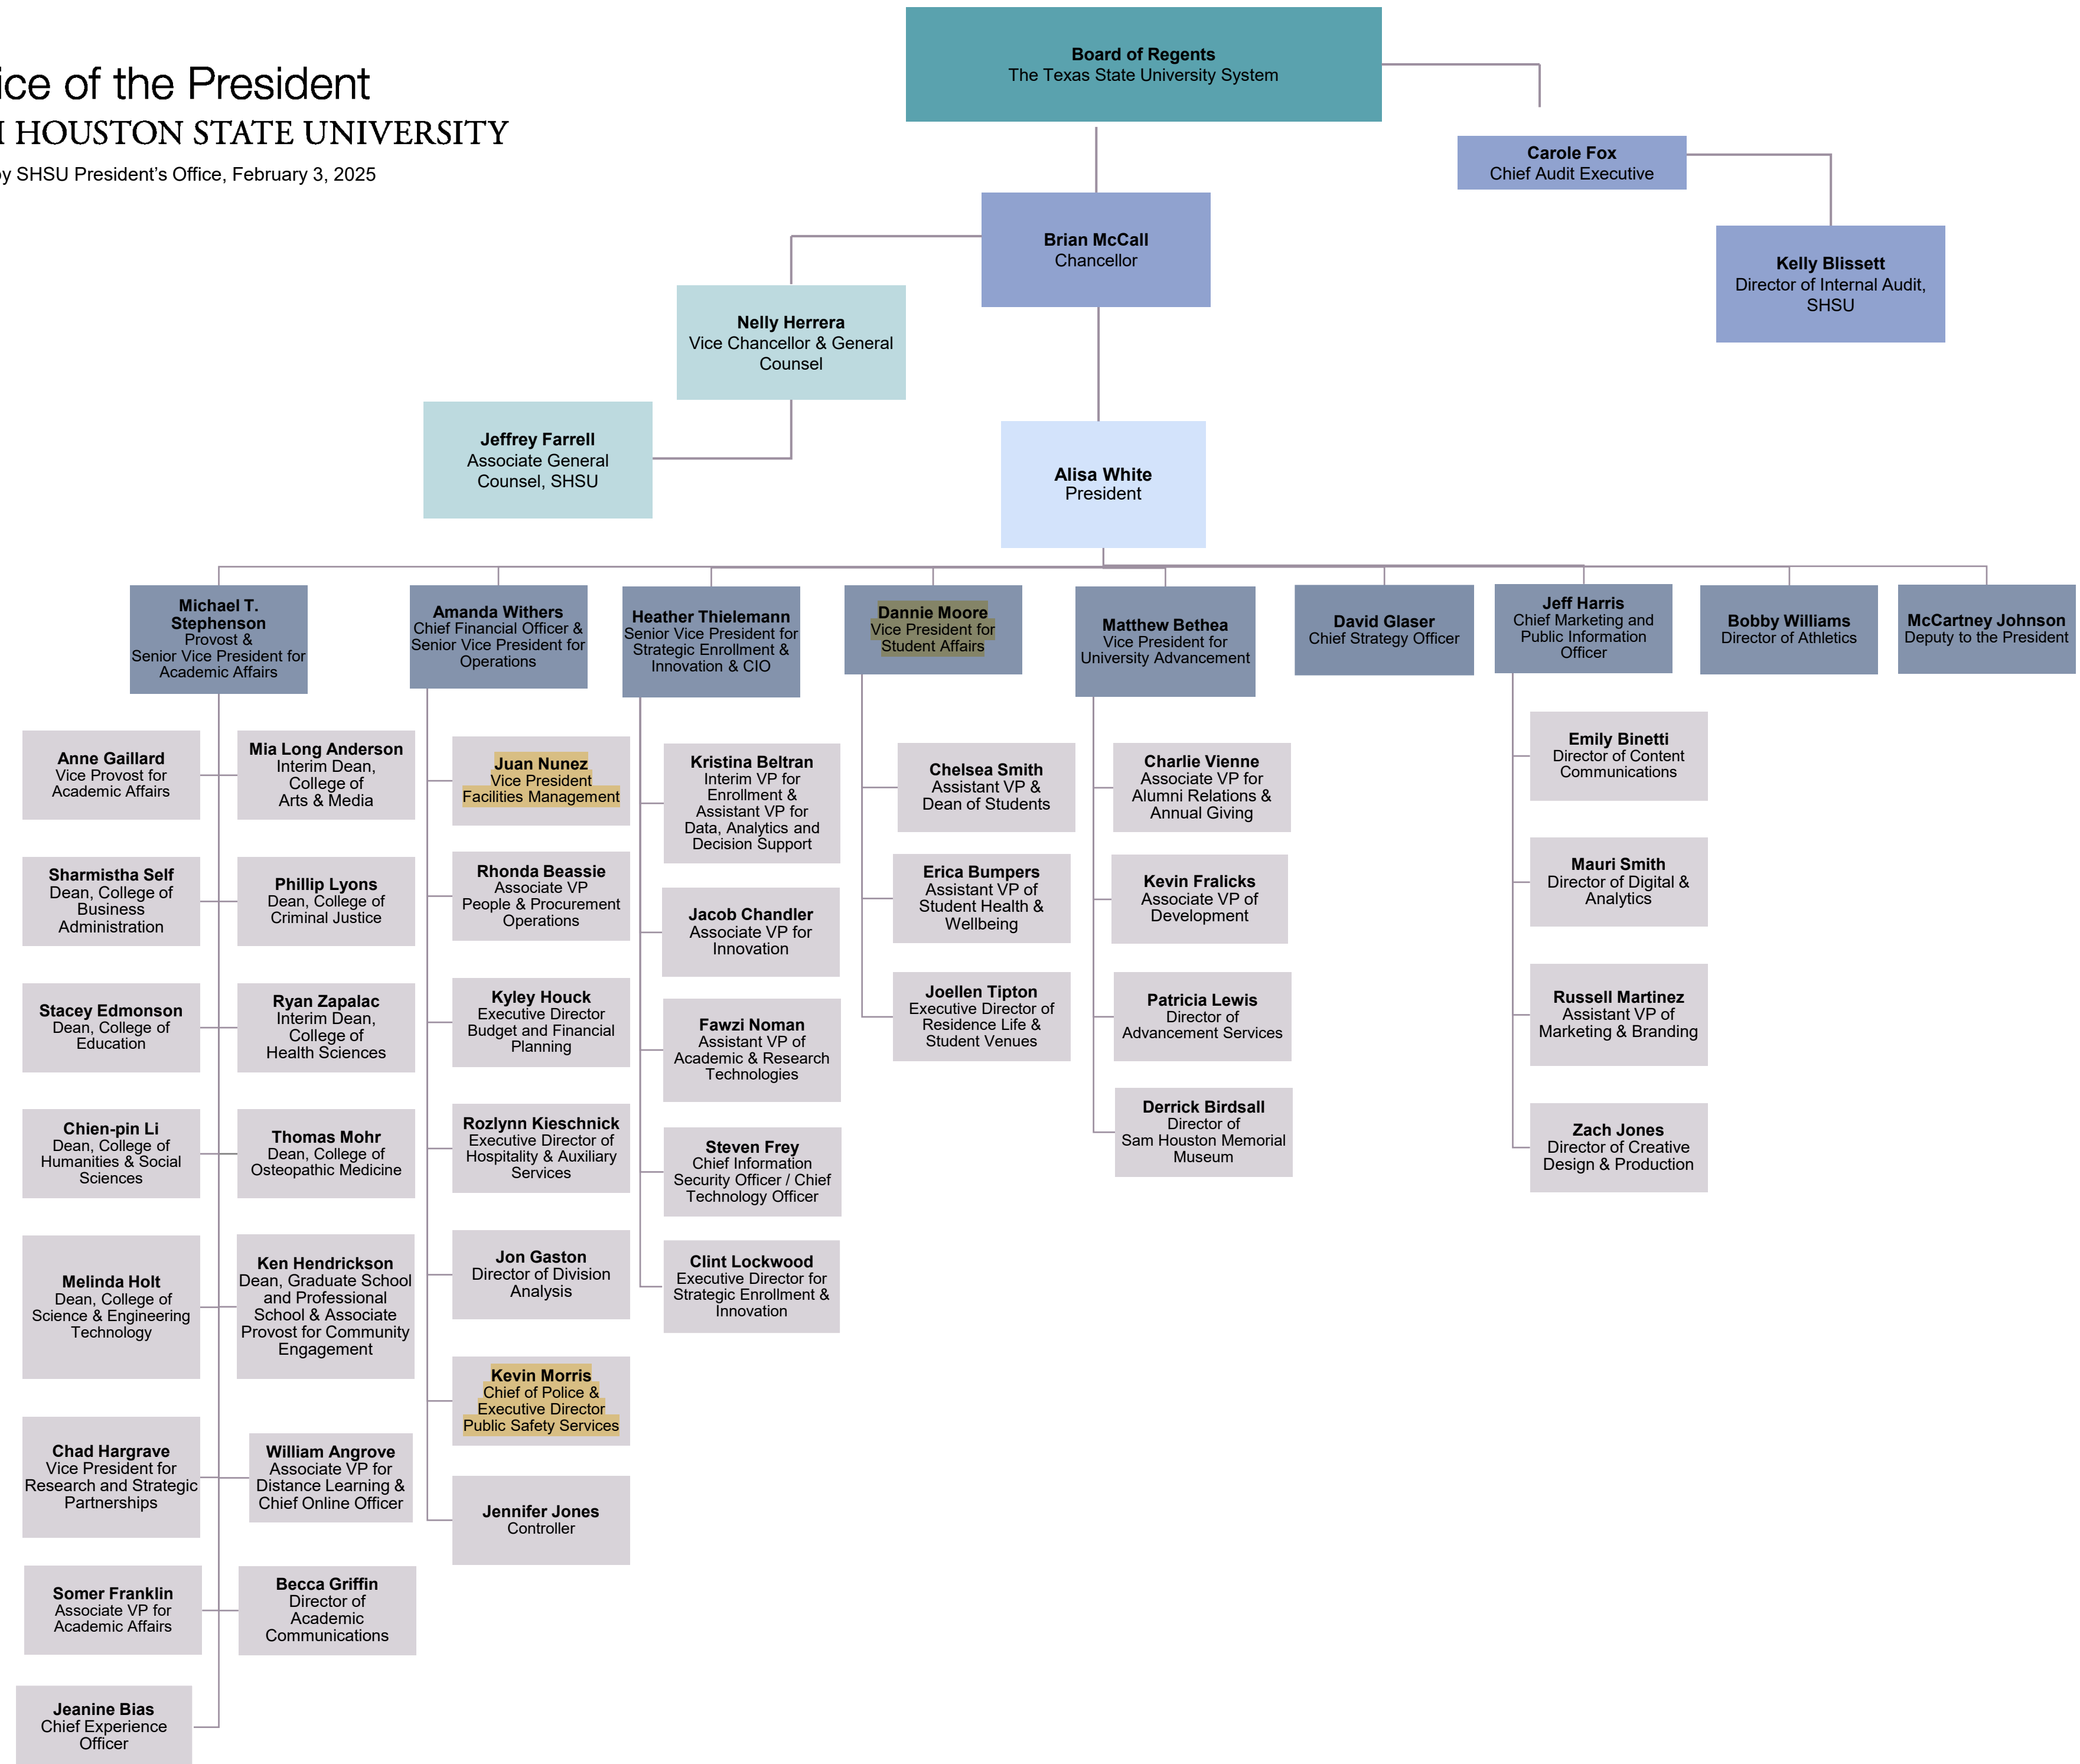 ice of the President
HOUSTON STATE UNIVERSITY
by SHSU President's Office, February 3, 2025
Board of Regents
The Texas State University System
Carole Fox
Chief Audit Executive
Kelly Blissett
Director of Internal Audit,
SHSU
Brian McCall
Chancellor
Nelly Herrera
Vice Chancellor & General
Counsel
Jeffrey Farrell
Associate General
Counsel, SHSU
Alisa White
President
Michael T.
Stephenson
Provost &
Senior Vice President for
Academic Affairs
Amanda Withers
Chief Financial Officer &
Senior Vice President for
Operations
Heather Thielemann
Senior Vice President for
Strategic Enrollment &
Innovation & CIO
Dannie Moore
Vice President for
Student Affairs
Matthew Bethea
Vice President for
University Advancement
David Glaser
Chief Strategy Officer
Jeff Harris
Chief Marketing and
Public Information
Officer
Bobby Williams
Director of Athletics
McCartney Johnson
Deputy to the President
Anne Gaillard
Vice Provost for
Academic Affairs
Mia Long Anderson
Interim Dean,
College of
Arts & Media
Sharmistha Self
Dean, College of
Business
Administration
Phillip Lyons
Dean, College of
Criminal Justice
Stacey Edmonson
Dean, College of
Education
Ryan Zapalac
Interim Dean,
College of
Health Sciences
Chien-pin Li
Dean, College of
Humanities & Social
Sciences
Thomas Mohr
Dean, College of
Osteopathic Medicine
Melinda Holt
Dean, College of
Science & Engineering
Technology
Ken Hendrickson
Dean, Graduate School
and Professional
School & Associate
Provost for Community
Engagement
Chad Hargrave
Vice President for
Research and Strategic
Partnerships
William Angrove
Associate VP for
Distance Learning &
Chief Online Officer
Somer Franklin
Associate VP for
Academic Affairs
Becca Griffin
Director of
Academic
Communications
Jeanine Bias
Chief Experience
Officer
Juan Nunez
Vice President
Facilities Management
Rhonda Beassie
Associate VP
People & Procurement
Operations
Kyley Houck
Executive Director
Budget and Financial
Planning
Rozlynn Kieschnick
Executive Director of
Hospitality & Auxiliary
Services
Jon Gaston
Director of Division
Analysis
Kevin Morris
Chief of Police &
Executive Director
Public Safety Services
Jennifer Jones
Controller
Kristina Beltran
Interim VP for
Enrollment &
Assistant VP for
Data, Analytics and
Decision Support
Jacob Chandler
Associate VP for
Innovation
Fawzi Noman
Assistant VP of
Academic & Research
Technologies
Steven Frey
Chief Information
Security Officer / Chief
Technology Officer
Clint Lockwood
Executive Director for
Strategic Enrollment &
Innovation
Chelsea Smith
Assistant VP &
Dean of Students
Erica Bumpers
Assistant VP of
Student Health &
Wellbeing
Joellen Tipton
Executive Director of
Residence Life &
Student Venues
Charlie Vienne
Associate VP for
Alumni Relations &
Annual Giving
Kevin Fralicks
Associate VP of
Development
Patricia Lewis
Director of
Advancement Services
Derrick Birdsall
Director of
Sam Houston Memorial
Museum
Emily Binetti
Director of Content
Communications
Mauri Smith
Director of Digital &
Analytics
Russell Martinez
Assistant VP of
Marketing & Branding
Zach Jones
Director of Creative
Design & Production